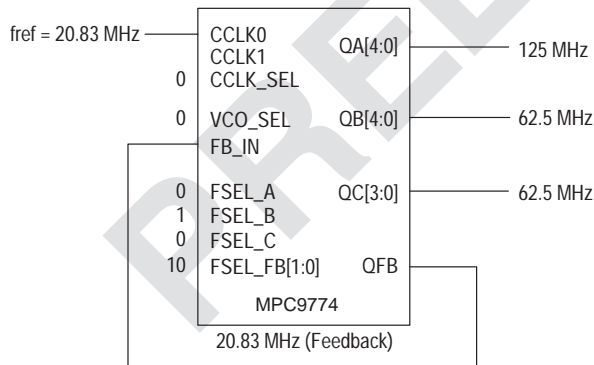 fref = 20.83 MHz
CCLK0
CCLK1
0 CCLK_SEL
0 VCO_SEL
FB_IN
0 FSEL_A
1 FSEL_B
0 FSEL_C
10 FSEL_FB[1:0]
QA[4:0] 125 MHz
QB[4:0] 62.5 MHz
QC[3:0] 62.5 MHz
QFB
MPC9774
20.83 MHz (Feedback)